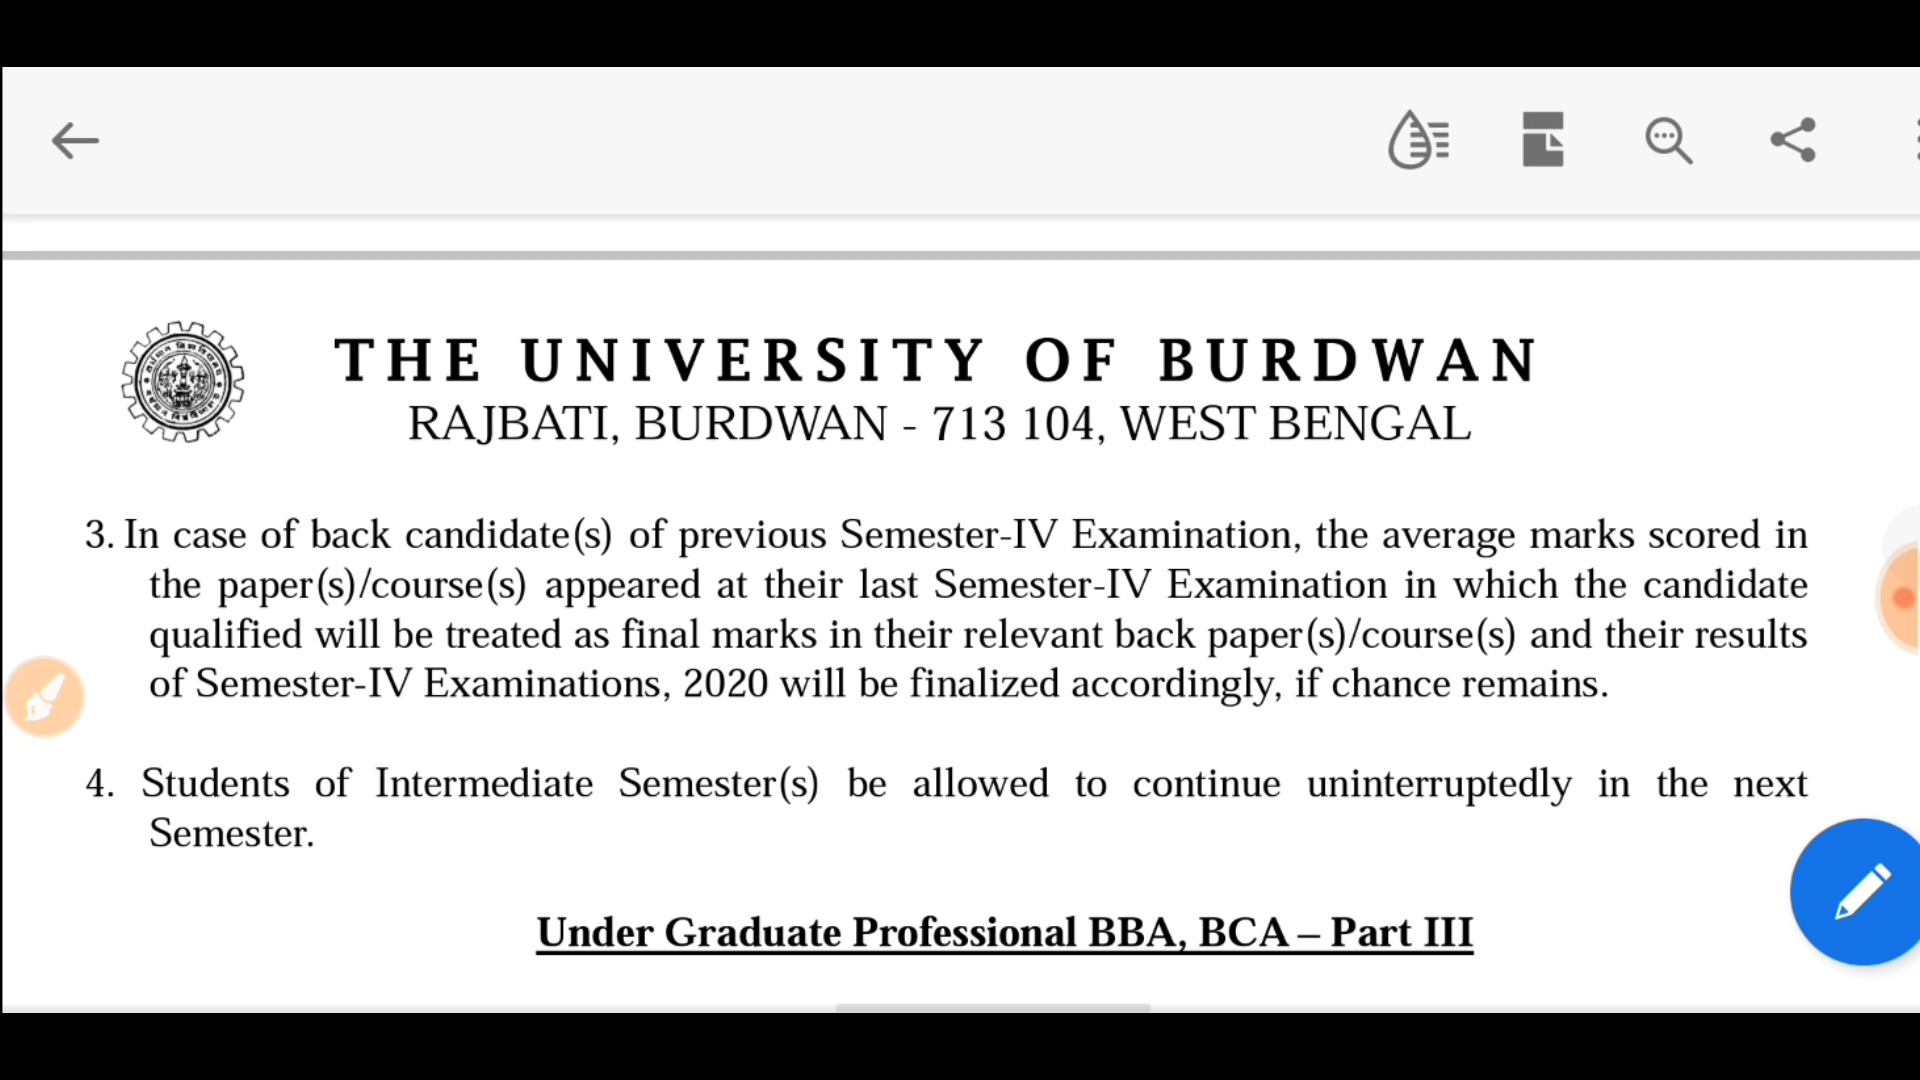 THE UNIVERSITY OF BURDWAN
RAJBATI, BURDWAN - 713 104, WEST BENGAL
3. In case of back candidate(s) of previous Semester-IV Examination, the average marks scored in
the paper(s)/course(s) appeared at their last Semester-IV Examination in which the candidate
qualified will be treated as final marks in their relevant back paper(s)/course(s) and their results
of Semester-IV Examinations, 2020 will be finalized accordingly, if chance remains.
4. Students of Intermediate Semester(s) be allowed to continue uninterruptedly in the next
Semester.
Under Graduate Professional BBA, BCA – Part III